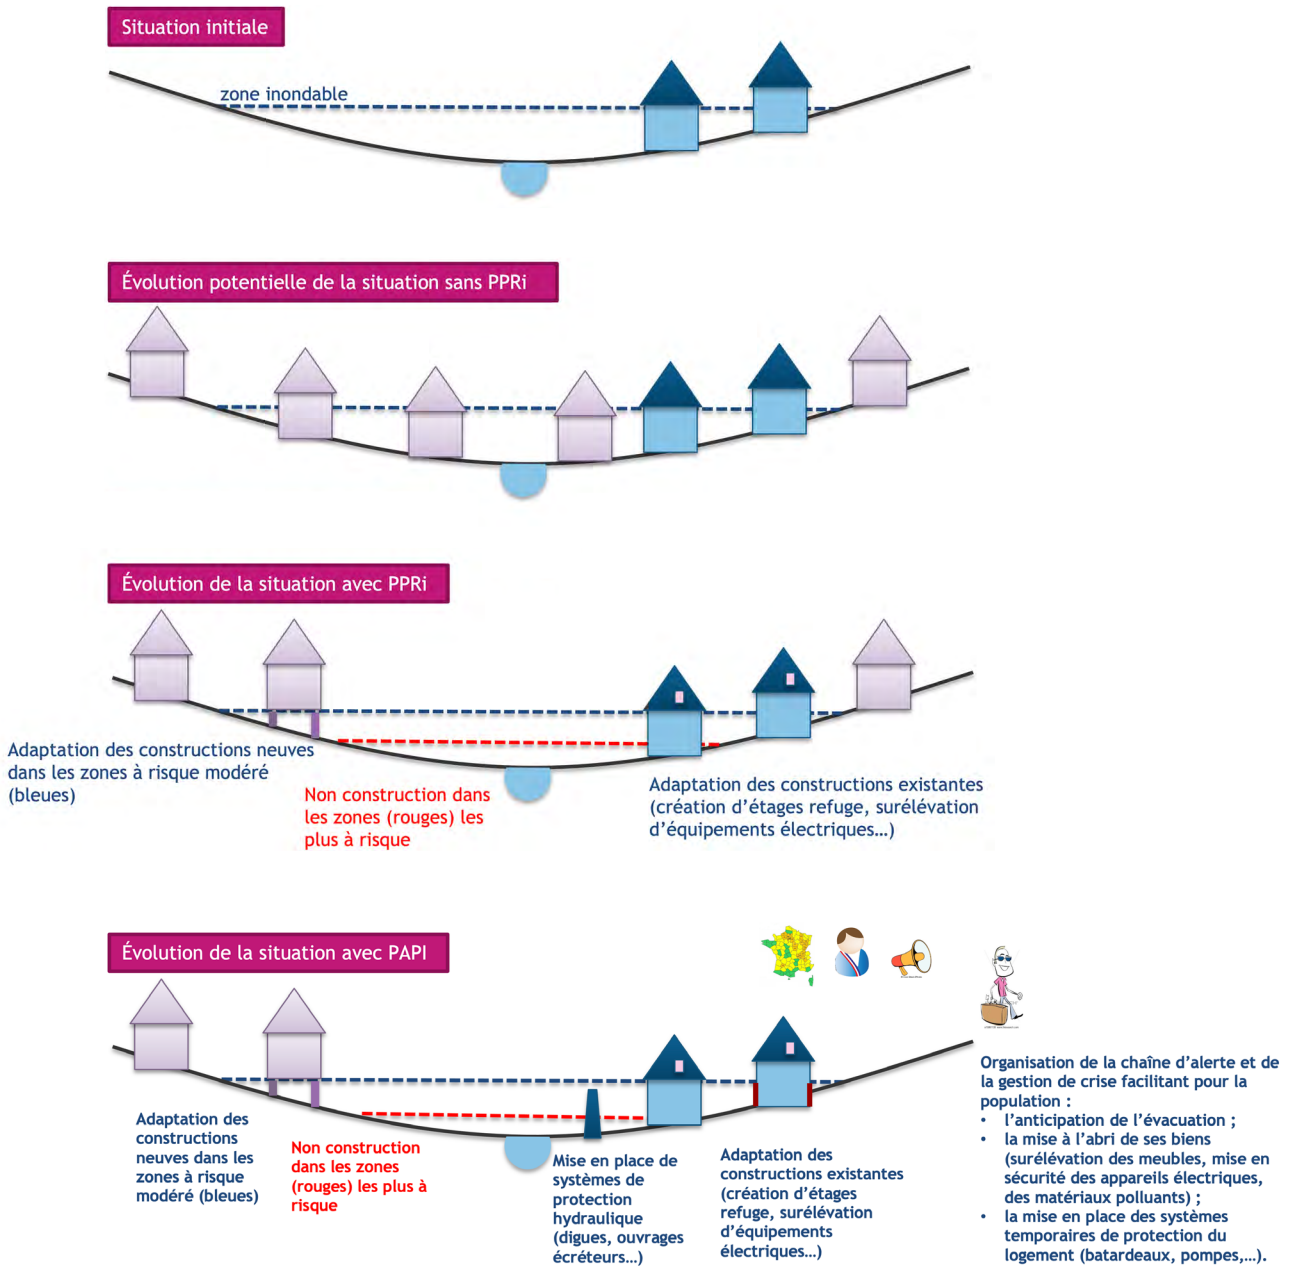 Situation initiale
zone inondable
Évolution potentielle de la situation sans PPRi
Évolution de la situation avec PPRi
Adaptation des constructions neuves
dans les zones à risque modéré
(bleues)
Non construction dans
les zones (rouges) les
plus à risque
Adaptation des constructions existantes
(création d’étages refuge, surélévation
d’équipements électriques…)
Évolution de la situation avec PAPI
Adaptation des
constructions
neuves dans les
zones à risque
modéré (bleues)
Non construction
dans les zones
(rouges) les plus à
risque
Mise en place de
systèmes de
protection
hydraulique
(digues, ouvrages
écréteurs…)
Adaptation des
constructions existantes
(création d’étages
refuge, surélévation
d’équipements
électriques…)
Organisation de la chaîne d’alerte et de
la gestion de crise facilitant pour la
population :
• l’anticipation de l’évacuation ;
• la mise à l’abri de ses biens
(surélévation des meubles, mise en
sécurité des appareils électriques,
des matériaux polluants) ;
• la mise en place des systèmes
temporaires de protection du
logement (batardeaux, pompes,…).